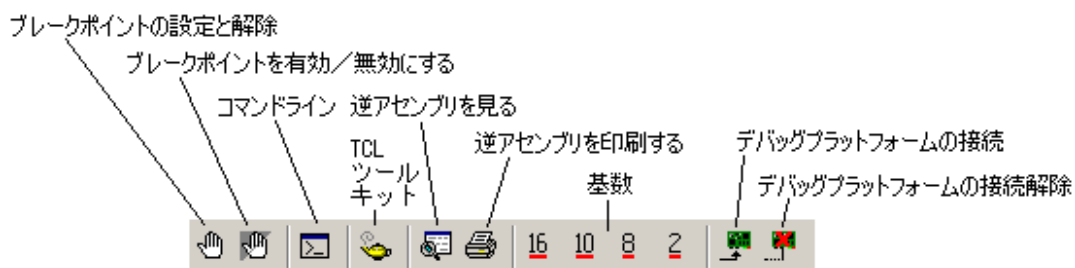 ブレークポイントの設定と解除
ブレークポイントを有効／無効にする
コマンドライン
逆アセンブリを見る
TCL
ツール
キット
逆アセンブリを印刷する
基数
デバッグプラットフォームの接続
デバッグプラットフォームの接続解除
>_
16 10 8 2